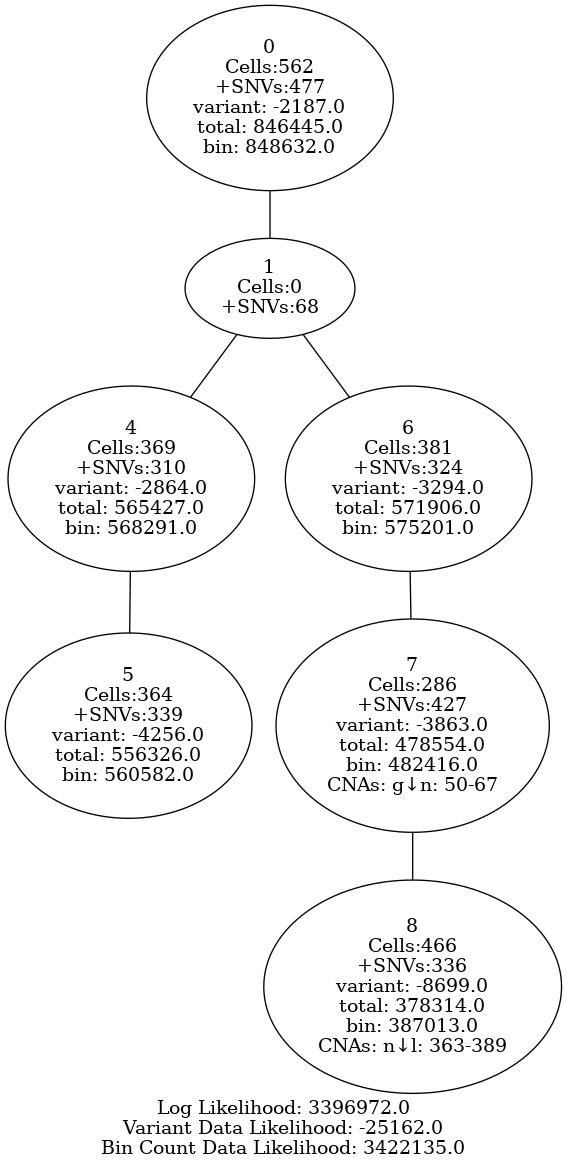 0
Cells:562
+SNVs:477
variant: -2187.0
total: 846445.0
bin: 848632.0
1
Cells:0
+SNVs:68
4
Cells:369
+SNVs:310
variant: -2864.0
total: 565427.0
bin: 568291.0
6
Cells:381
+SNVs:324
variant: -3294.0
total: 571906.0
bin: 575201.0
5
Cells:364
+SNVs:339
variant: -4256.0
total: 556326.0
bin: 560582.0
7
Cells:286
+SNVs:427
variant: -3863.0
total: 478554.0
bin: 482416.0
CNAs: g↓n: 50-67
8
Cells:466
+SNVs:336
variant: -8699.0
total: 378314.0
bin: 387013.0
CNAs: n↓l: 363-389
Log Likelihood: 3396972.0
Variant Data Likelihood: -25162.0
Bin Count Data Likelihood: 3422135.0